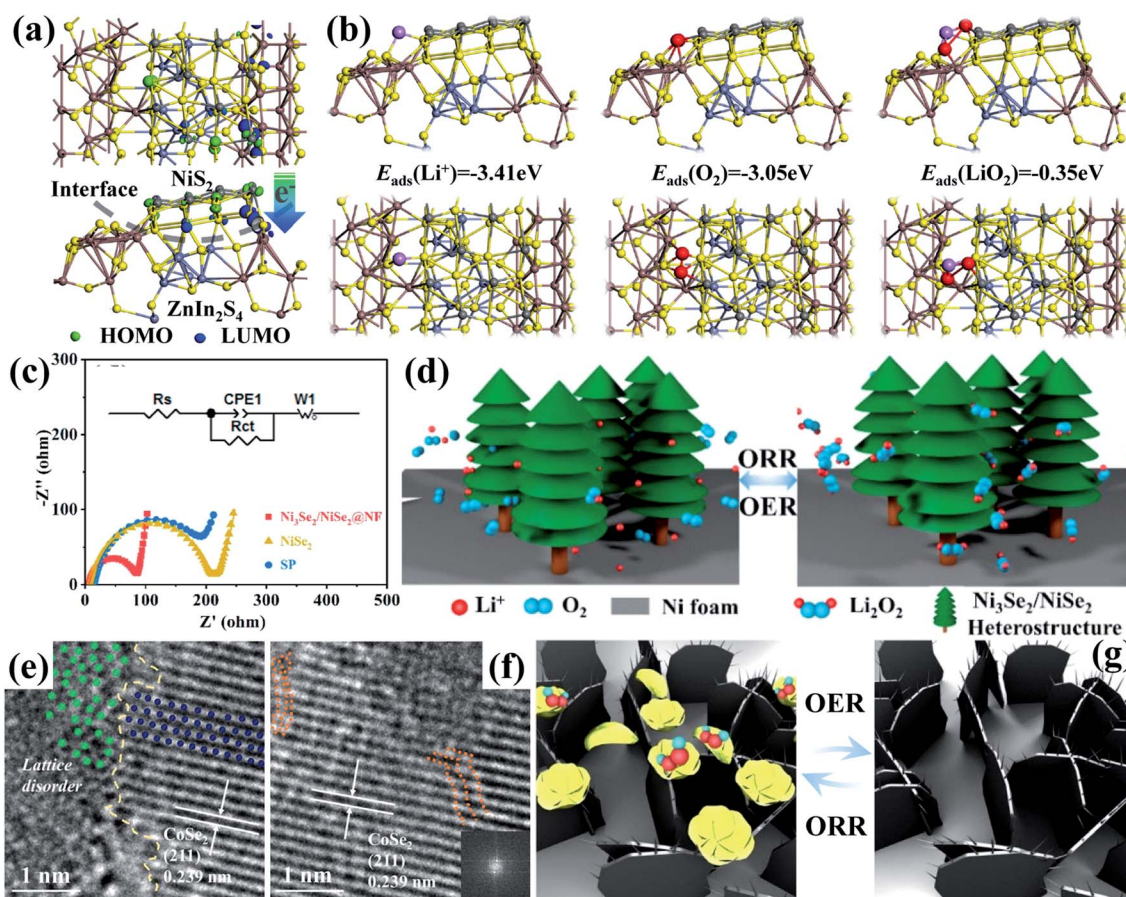 (a)
NiS₂
Interface
e⁻
ZnIn₂S₄
HOMO
LUMO
(b)
E_ads(Li⁺)=-3.41eV
E_ads(O₂)=-3.05eV
E_ads(LiO₂)=-0.35eV
(c)
300
200
100
0
0
100
200
300
400
500
-Z'' (ohm)
Z' (ohm)
Rs
CPE1
W1
Rct
Ni₃Se₂/NiSe₂@NF
NiSe₂
SP
(d)
ORR
OER
Li⁺
O₂
Ni foam
Li₂O₂
Ni₃Se₂/NiSe₂
Heterostructure
(e)
Lattice
disorder
CoSe₂
(211)
0.239 nm
1 nm
CoSe₂
(211)
0.239 nm
1 nm
(f)
OER
ORR
(g)